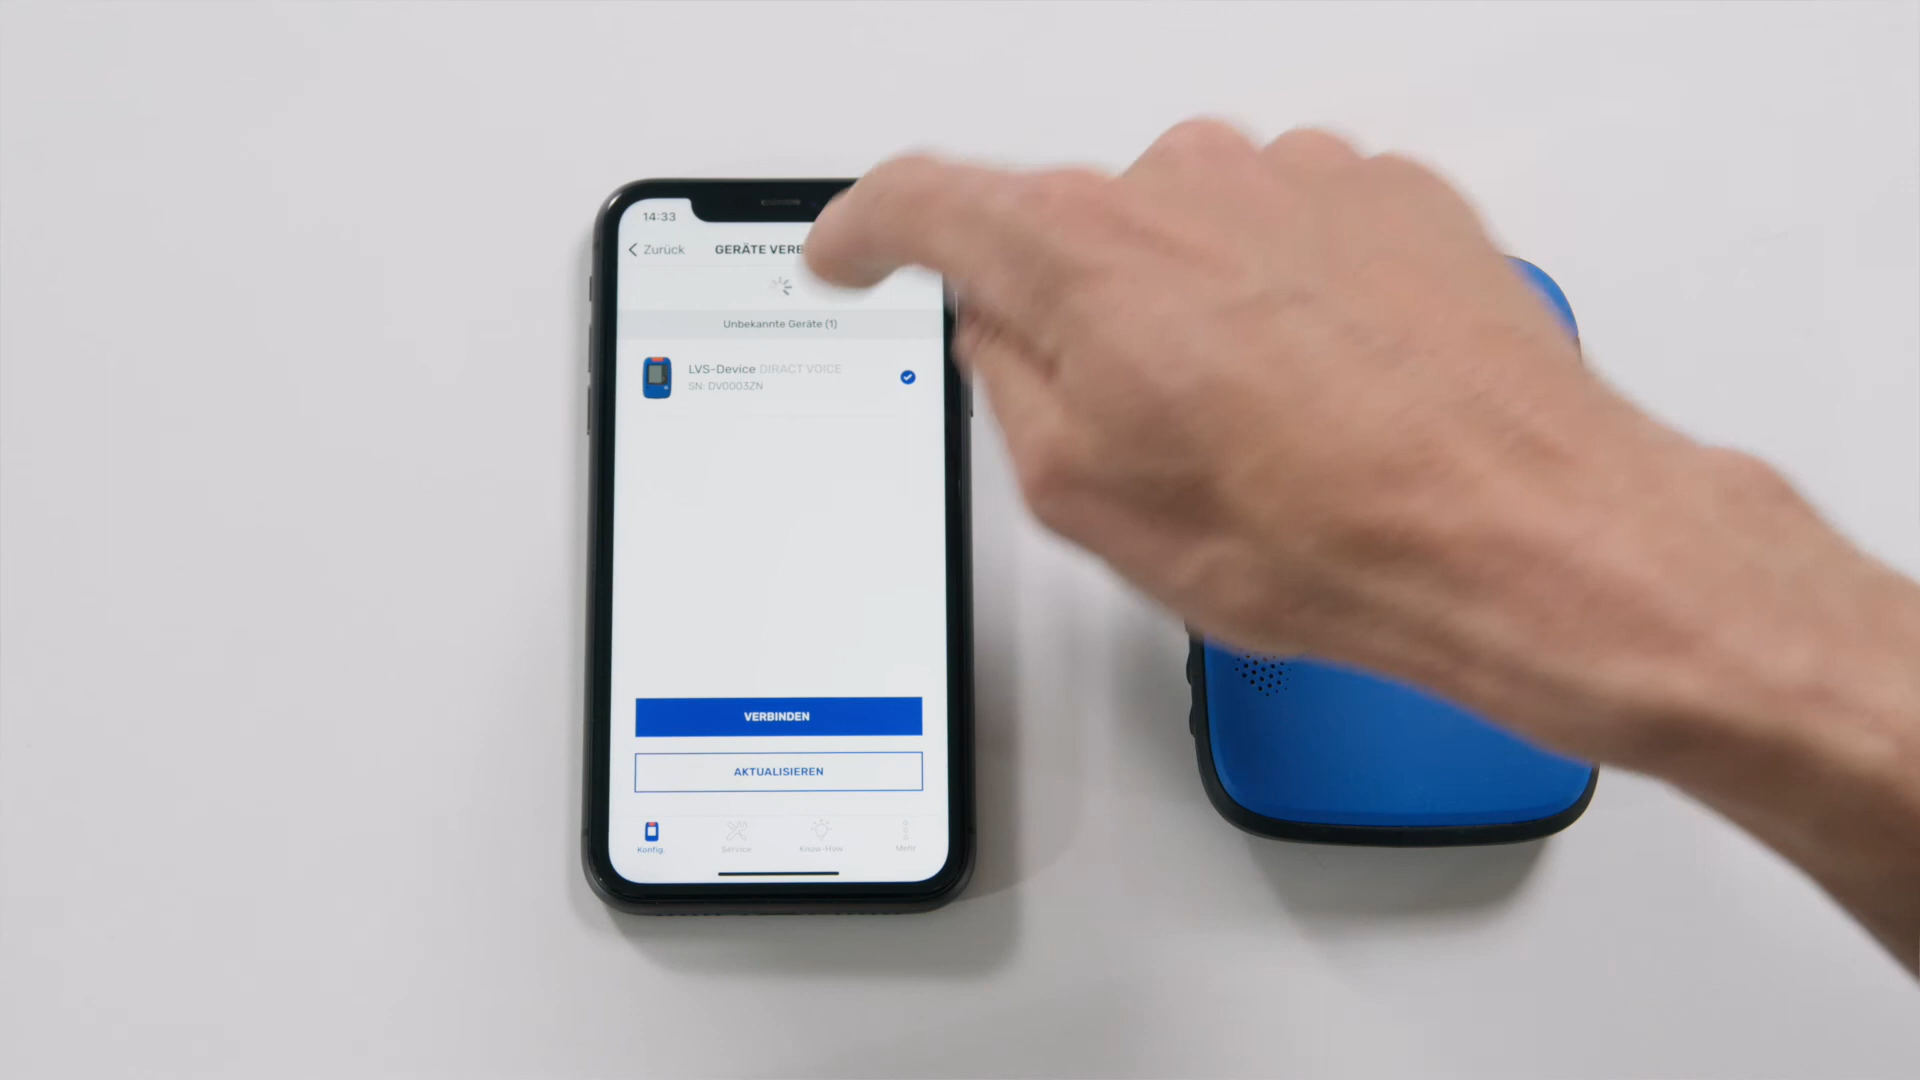 14:33
Zurück
GERÄTE VERB
Unbekannte Geräte (1)
LVS-Device DIRACT VOICE
SN: DV0003ZN
VERBINDEN
AKTUALISIEREN
Konfig.
Service
Know-How
Mehr